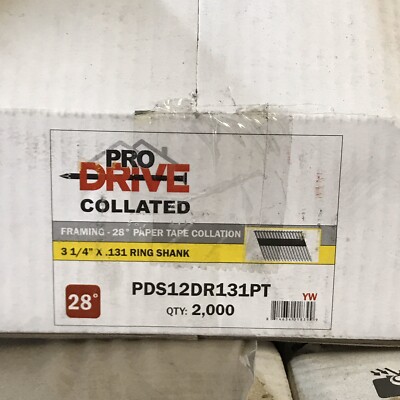 PRO
DRIVE
COLLATED
FRAMING - 28° PAPER TAPE COLLATION
3 1/4" X .131 RING SHANK
28°
PDS12DR131PT
QTY: 2,000
YW